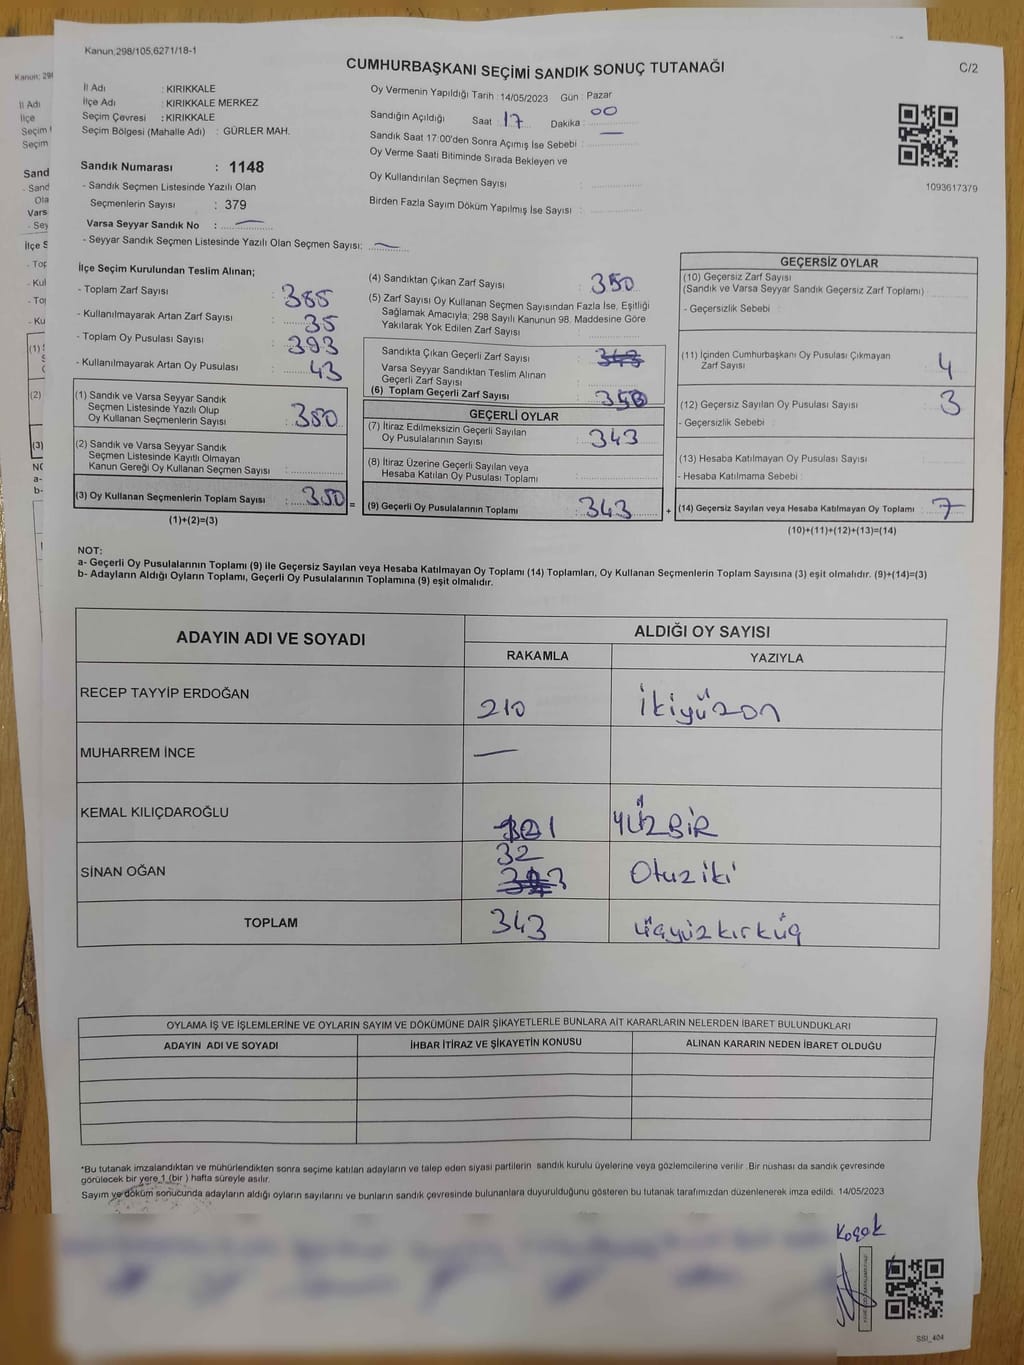 Kanun;298/105,6271/18-1
CUMHURBAŞKANI SEÇİMİ SANDIK SONUÇ TUTANAĞI
C/2
İl Adı : KIRIKKALE
İlçe Adı : KIRIKKALE MERKEZ
Seçim Çevresi : KIRIKKALE
Seçim Bölgesi (Mahalle Adı) : GÜRLER MAH.
Sandık Numarası : 1148
- Sandık Seçmen Listesinde Yazılı Olan
Seçmenlerin Sayısı : 379
Varsa Seyyar Sandık No : —
- Seyyar Sandık Seçmen Listesinde Yazılı Olan Seçmen Sayısı: —
Oy Vermenin Yapıldığı Tarih : 14/05/2023 Gün : Pazar
Sandığın Açıldığı Saat : 17 Dakika : 00
Sandık Saat 17:00'den Sonra Açımış İse Sebebi : —
Oy Verme Saati Bitiminde Sırada Bekleyen ve
Oy Kullandırılan Seçmen Sayısı :
Birden Fazla Sayım Döküm Yapılmış İse Sayısı :
1093617379
İlçe Seçim Kurulundan Teslim Alınan;
- Toplam Zarf Sayısı : 385
- Kullanılmayarak Artan Zarf Sayısı : 35
- Toplam Oy Pusulası Sayısı : 393
- Kullanılmayarak Artan Oy Pusulası : 43
(1) Sandık ve Varsa Seyyar Sandık
Seçmen Listesinde Yazılı Olup
Oy Kullanan Seçmenlerin Sayısı : 350
(2) Sandık ve Varsa Seyyar Sandık
Seçmen Listesinde Kayıtlı Olmayan
Kanun Gereği Oy Kullanan Seçmen Sayısı :
(3) Oy Kullanan Seçmenlerin Toplam Sayısı : 350 =
(1)+(2)=(3)
(4) Sandıktan Çıkan Zarf Sayısı : 350
(5) Zarf Sayısı Oy Kullanan Seçmen Sayısından Fazla İse, Eşitliği
Sağlamak Amacıyla; 298 Sayılı Kanunun 98. Maddesine Göre
Yakılarak Yok Edilen Zarf Sayısı :
Sandıkta Çıkan Geçerli Zarf Sayısı : 343
Varsa Seyyar Sandıktan Teslim Alınan
Geçerli Zarf Sayısı :
(6) Toplam Geçerli Zarf Sayısı : 350
GEÇERLİ OYLAR
(7) İtiraz Edilmeksizin Geçerli Sayılan
Oy Pusulalarının Sayısı : 343
(8) İtiraz Üzerine Geçerli Sayılan veya
Hesaba Katılan Oy Pusulası Toplamı :
(9) Geçerli Oy Pusulalarının Toplamı : 343 +
GEÇERSİZ OYLAR
(10) Geçersiz Zarf Sayısı
(Sandık ve Varsa Seyyar Sandık Geçersiz Zarf Toplamı) :
- Geçersizlik Sebebi :
(11) İçinden Cumhurbaşkanı Oy Pusulası Çıkmayan
Zarf Sayısı : 4
(12) Geçersiz Sayılan Oy Pusulası Sayısı : 3
- Geçersizlik Sebebi :
(13) Hesaba Katılmayan Oy Pusulası Sayısı :
- Hesaba Katılmama Sebebi :
(14) Geçersiz Sayılan veya Hesaba Katılmayan Oy Toplamı : 7
(10)+(11)+(12)+(13)=(14)
NOT:
a- Geçerli Oy Pusulalarının Toplamı (9) ile Geçersiz Sayılan veya Hesaba Katılmayan Oy Toplamı (14) Toplamları, Oy Kullanan Seçmenlerin Toplam Sayısına (3) eşit olmalıdır. (9)+(14)=(3)
b- Adayların Aldığı Oyların Toplamı, Geçerli Oy Pusulalarının Toplamına (9) eşit olmalıdır.
ADAYIN ADI VE SOYADI
ALDIĞI OY SAYISI
RAKAMLA YAZIYLA
RECEP TAYYİP ERDOĞAN 210 ikiyüzon
MUHARREM İNCE —
KEMAL KILIÇDAROĞLU 101 YÜZBİR
SİNAN OĞAN 32 Otuziki
TOPLAM 343 üçyüzkırküç
OYLAMA İŞ VE İŞLEMLERİNE VE OYLARIN SAYIM VE DÖKÜMÜNE DAİR ŞİKAYETLERLE BUNLARA AİT KARARLARIN NELERDEN İBARET BULUNDUKLARI
ADAYIN ADI VE SOYADI İHBAR İTİRAZ VE ŞİKAYETİN KONUSU ALINAN KARARIN NEDEN İBARET OLDUĞU
*Bu tutanak imzalandıktan ve mühürlendikten sonra seçime katılan adayların ve talep eden siyasi partilerin sandık kurulu üyelerine veya gözlemcilerine verilir .Bir nüshası da sandık çevresinde
görülecek bir yere 1 (bir ) hafta süreyle asılır.
Sayım ve döküm sonucunda adayların aldığı oyların sayılarını ve bunların sandık çevresinde bulunanlara duyurulduğunu gösteren bu tutanak tarafımızdan düzenlenerek imza edildi. 14/05/2023
Koçak
SSI_404